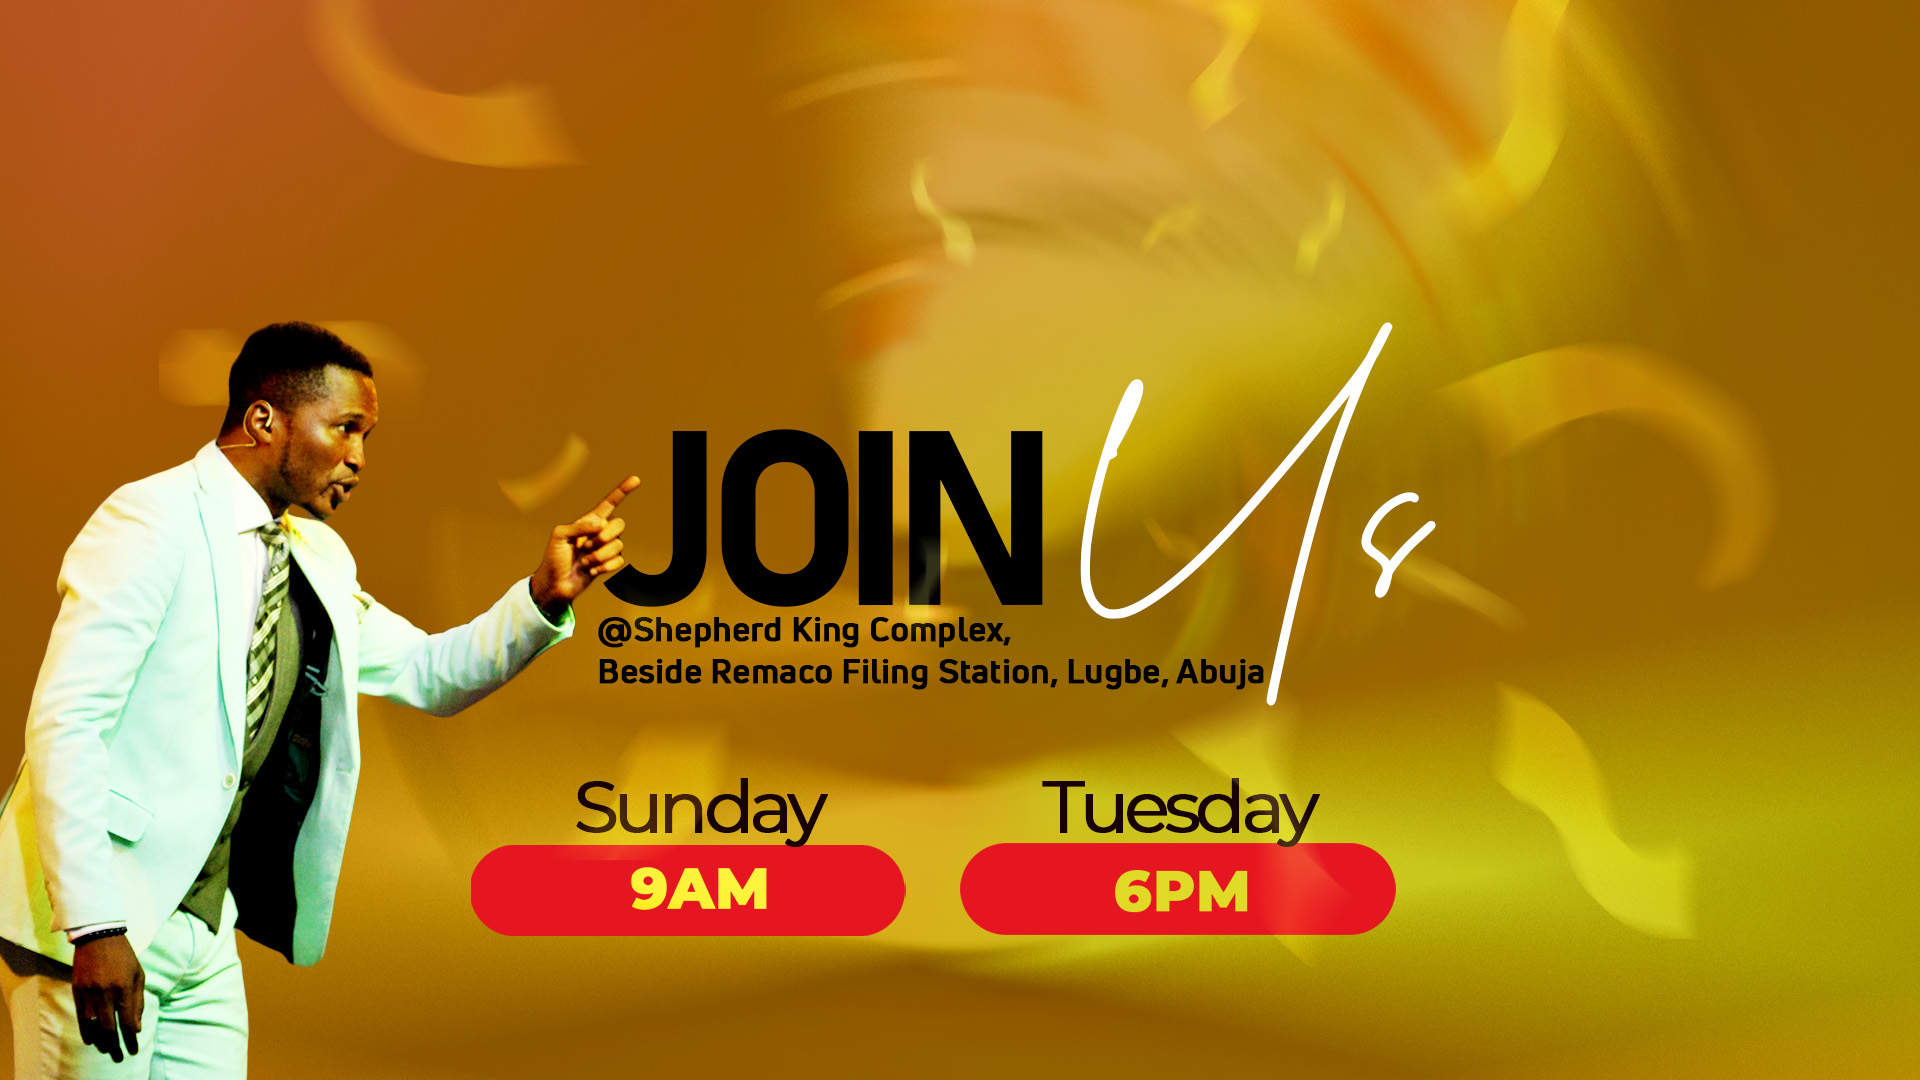 JOIN Us
@Shepherd King Complex,
Beside Remaco Filing Station, Lugbe, Abuja
Sunday
9AM
Tuesday
6PM